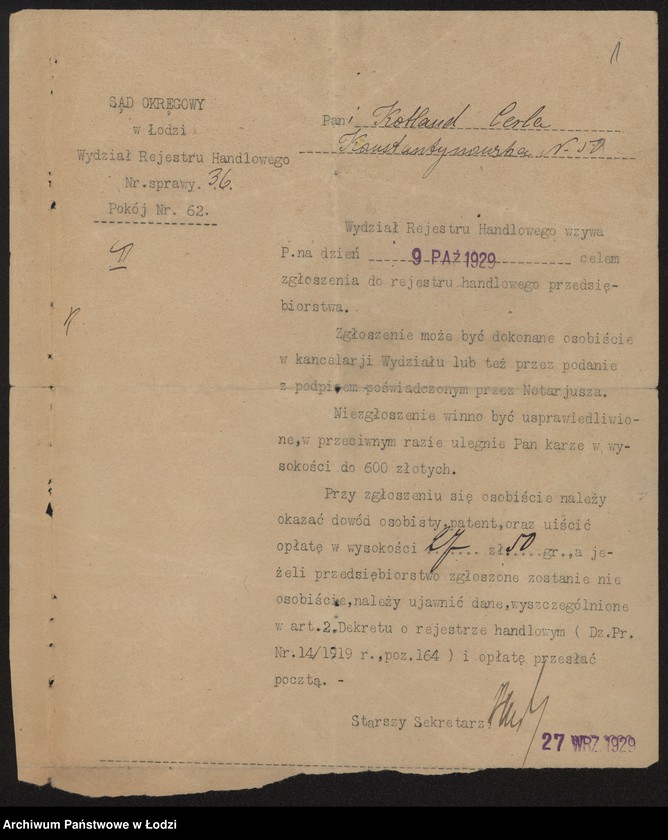 1
SĄD OKRĘGOWY
w Łodzi
Wydział Rejestru Handlowego
Nr.sprawy. 36.
Pokój Nr. 62.
Pani Kotland Cerla
Konstantynowska N. 50
Wydział Rejestru Handlowego wzywa
P.na dzień 9 PAŹ 1929 celem
zgłoszenia do rejestru handlowego przedsię-
biorstwa.
Zgłoszenie może być dokonane osobiście
w kancelarji Wydziału lub też przez podanie
z podpisem poświadczonym przez Notarjusza.
Niezgłoszenie winno być usprawiedliwio-
ne,w przeciwnym razie ulegnie Pan karze w wy-
sokości do 600 złotych.
Przy zgłoszeniu się osobiście należy
okazać dowód osobisty,patent,oraz uiścić
opłatę w wysokości 27 zł 50 gr.,a je-
żeli przedsiębiorstwo zgłoszone zostanie nie
osobiście,należy ujawnić dane,wyszczególnione
w art.2.Dekretu o rejestrze handlowym ( Dz.Pr.
Nr.14/1919 r.,poz.164 ) i opłatę przesłać
pocztą. -
Starszy Sekretarz,
27 WRZ 1929
Archiwum Państwowe w Łodzi